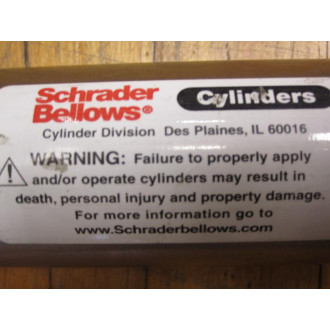 Schrader Bellows® Cylinders
Cylinder Division Des Plaines, IL 60016
WARNING: Failure to properly apply
and/or operate cylinders may result in
death, personal injury and property damage.
For more information go to
www.Schraderbellows.com